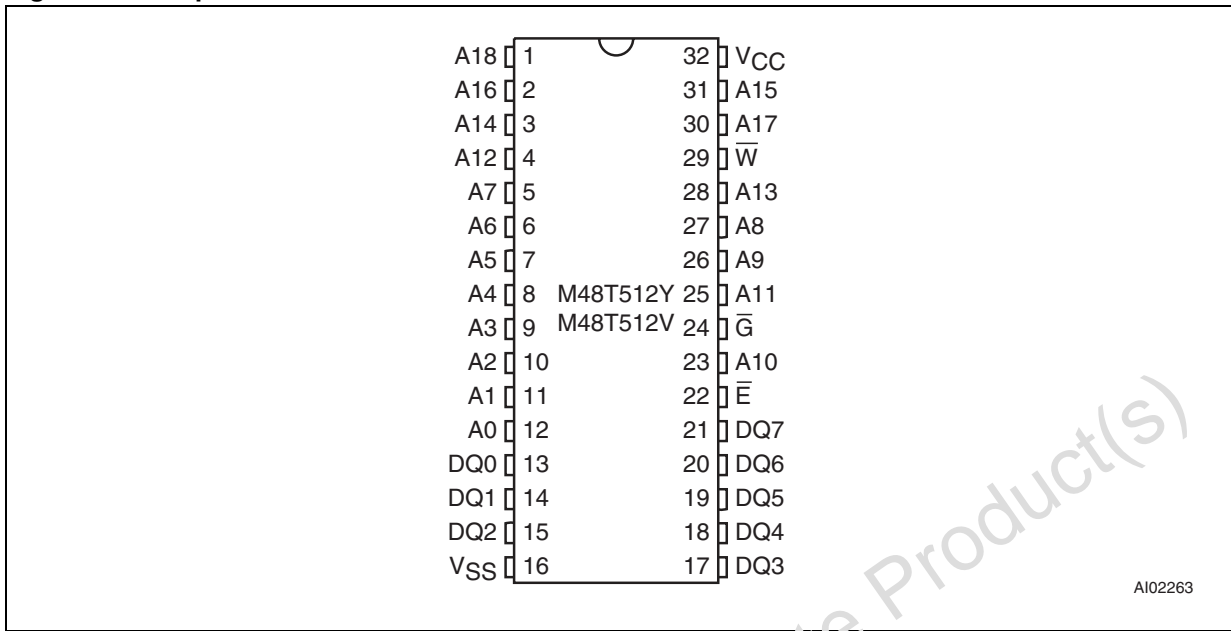 A18 1 32 VCC
A16 2 31 A15
A14 3 30 A17
A12 4 29 W̅
A7 5 28 A13
A6 6 27 A8
A5 7 26 A9
A4 8 M48T512Y 25 A11
A3 9 M48T512V 24 G̅
A2 10 23 A10
A1 11 22 E̅
A0 12 21 DQ7
DQ0 13 20 DQ6
DQ1 14 19 DQ5
DQ2 15 18 DQ4
VSS 16 17 DQ3
AI02263
Product(s)